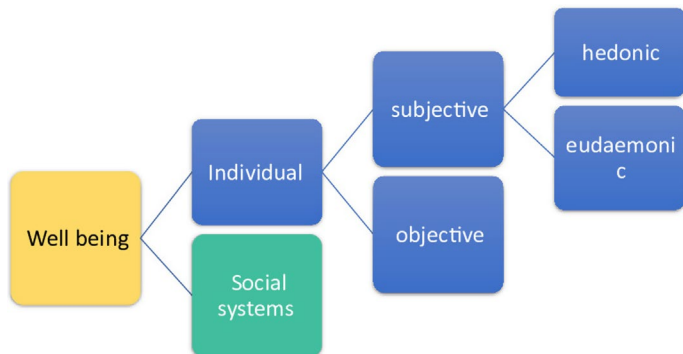 Well being
Individual
Social
systems
subjective
objective
hedonic
eudaemoni
c